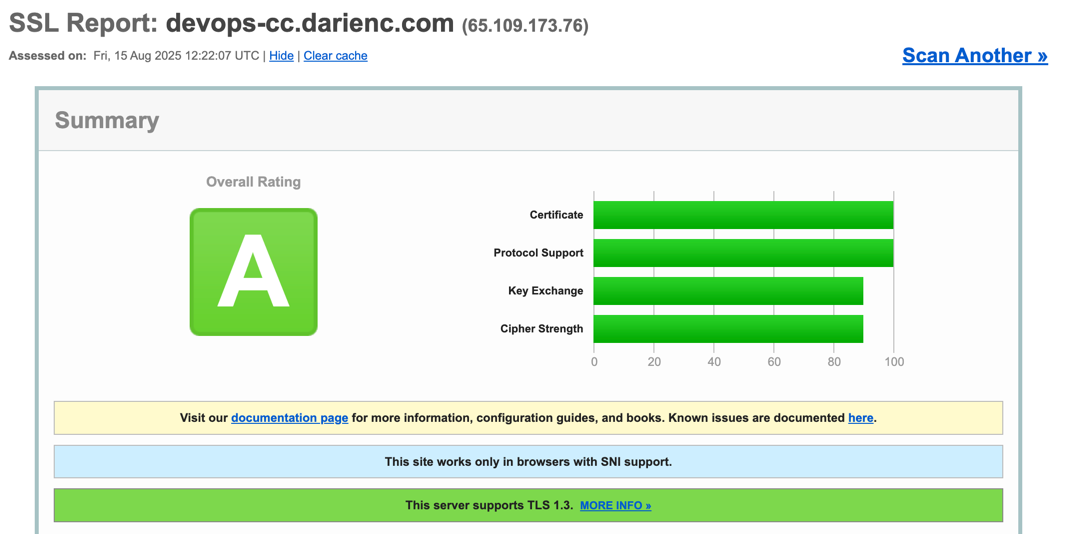 SSL Report: devops-cc.darienc.com (65.109.173.76)
Assessed on: Fri, 15 Aug 2025 12:22:07 UTC | Hide | Clear cache
Scan Another »
Summary
Overall Rating
A
Certificate
Protocol Support
Key Exchange
Cipher Strength
0 20 40 60 80 100
Visit our documentation page for more information, configuration guides, and books. Known issues are documented here.
This site works only in browsers with SNI support.
This server supports TLS 1.3. MORE INFO »